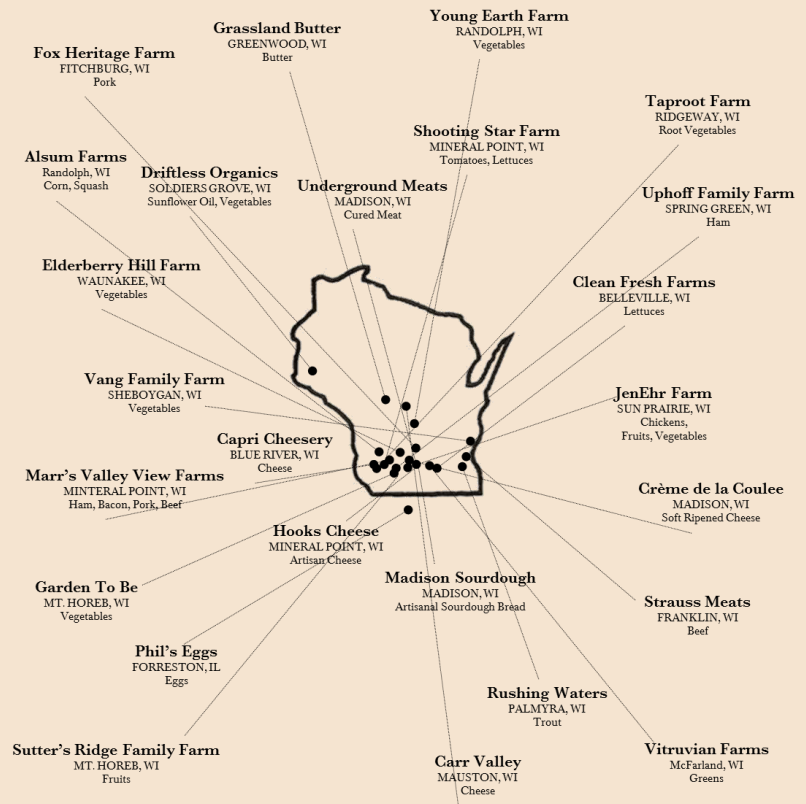 Young Earth Farm
RANDOLPH, WI
Vegetables
Grassland Butter
GREENWOOD, WI
Butter
Fox Heritage Farm
FITCHBURG, WI
Pork
Taproot Farm
RIDGEWAY, WI
Root Vegetables
Shooting Star Farm
MINERAL POINT, WI
Tomatoes, Lettuces
Alsum Farms
Randolph, WI
Corn, Squash
Driftless Organics
SOLDIERS GROVE, WI
Sunflower Oil, Vegetables
Underground Meats
MADISON, WI
Cured Meat
Uphoff Family Farm
SPRING GREEN, WI
Ham
Elderberry Hill Farm
WAUNAKEE, WI
Vegetables
Clean Fresh Farms
BELLEVILLE, WI
Lettuces
Vang Family Farm
SHEBOYGAN, WI
Vegetables
JenEhr Farm
SUN PRAIRIE, WI
Chickens,
Fruits, Vegetables
Capri Cheesery
BLUE RIVER, WI
Cheese
Marr's Valley View Farms
MINTERAL POINT, WI
Ham, Bacon, Pork, Beef
Crème de la Coulee
MADISON, WI
Soft Ripened Cheese
Hooks Cheese
MINERAL POINT, WI
Artisan Cheese
Madison Sourdough
MADISON, WI
Artisanal Sourdough Bread
Garden To Be
MT. HOREB, WI
Vegetables
Strauss Meats
FRANKLIN, WI
Beef
Phil's Eggs
FORRESTON, IL
Eggs
Rushing Waters
PALMYRA, WI
Trout
Sutter's Ridge Family Farm
MT. HOREB, WI
Fruits
Carr Valley
MAUSTON, WI
Cheese
Vitruvian Farms
McFarland, WI
Greens